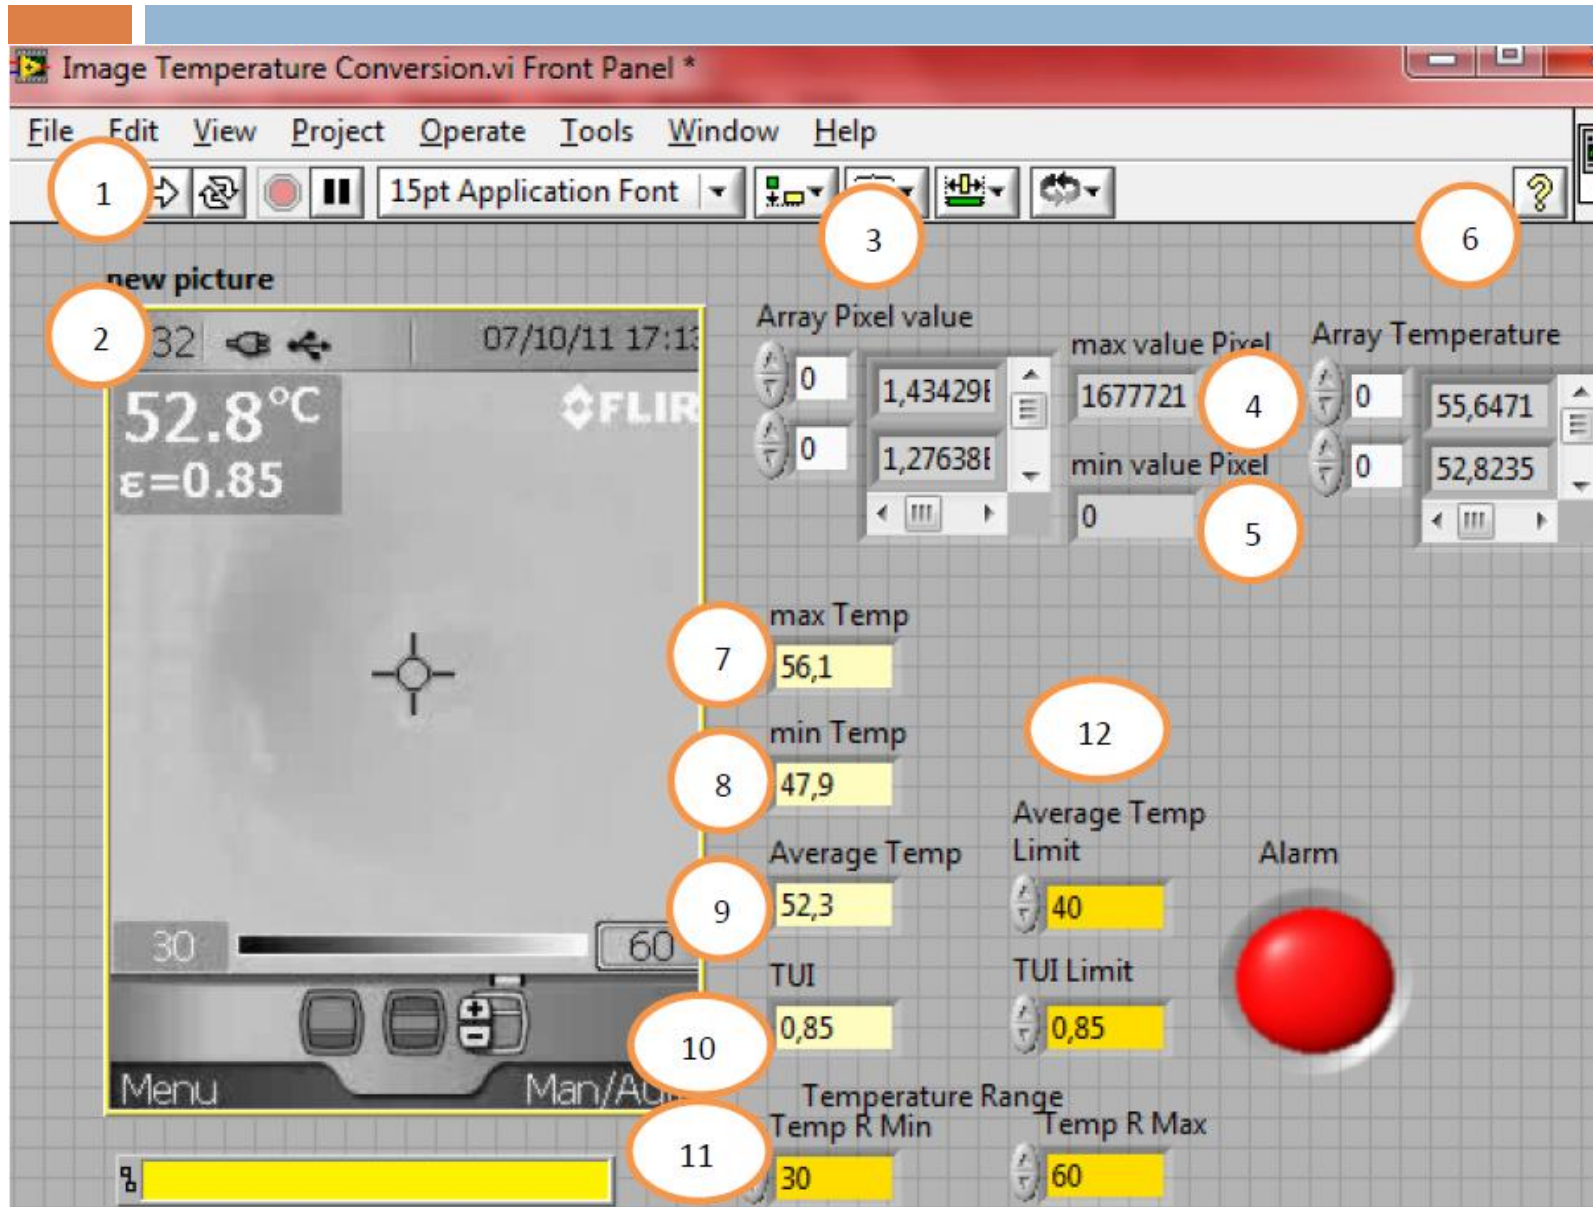 Image Temperature Conversion.vi Front Panel *
File Edit View Project Operate Tools Window Help
1
15pt Application Font
3
6
new picture
2
32 07/10/11 17:13
52.8°C
FLIR
ε=0.85
30
60
Menu
Array Pixel value
0
0
1,43429E
1,27638E
max value Pixel
1677721
4
min value Pixel
0
5
Array Temperature
0
0
55,6471
52,8235
max Temp
7
56,1
min Temp
8
47,9
12
Average Temp
9
52,3
Average Temp
Limit
40
Alarm
TUI
10
0,85
TUI Limit
0,85
Temperature Range
Temp R Min
11
30
Temp R Max
60